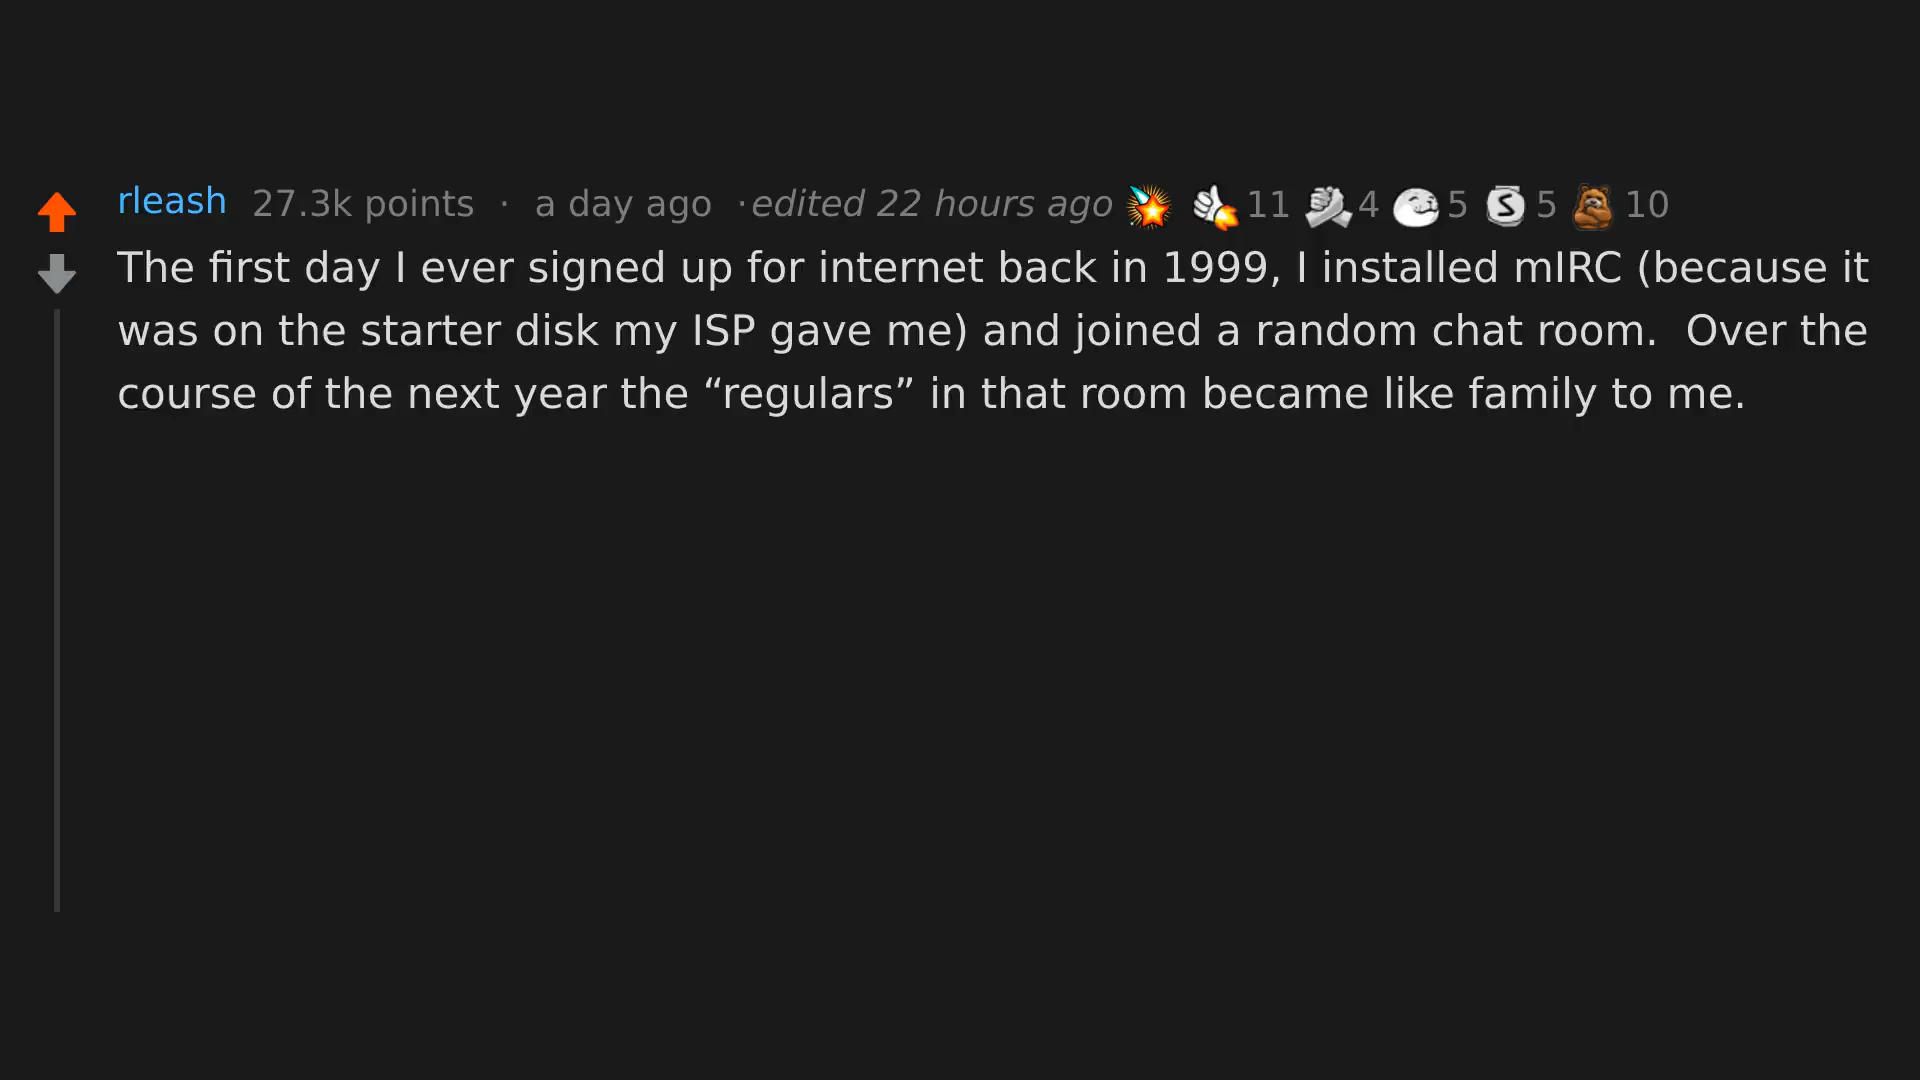 rleash 27.3k points · a day ago ·edited 22 hours ago 11 4 5 S 5 10
The first day I ever signed up for internet back in 1999, I installed mIRC (because it
was on the starter disk my ISP gave me) and joined a random chat room.  Over the
course of the next year the “regulars” in that room became like family to me.